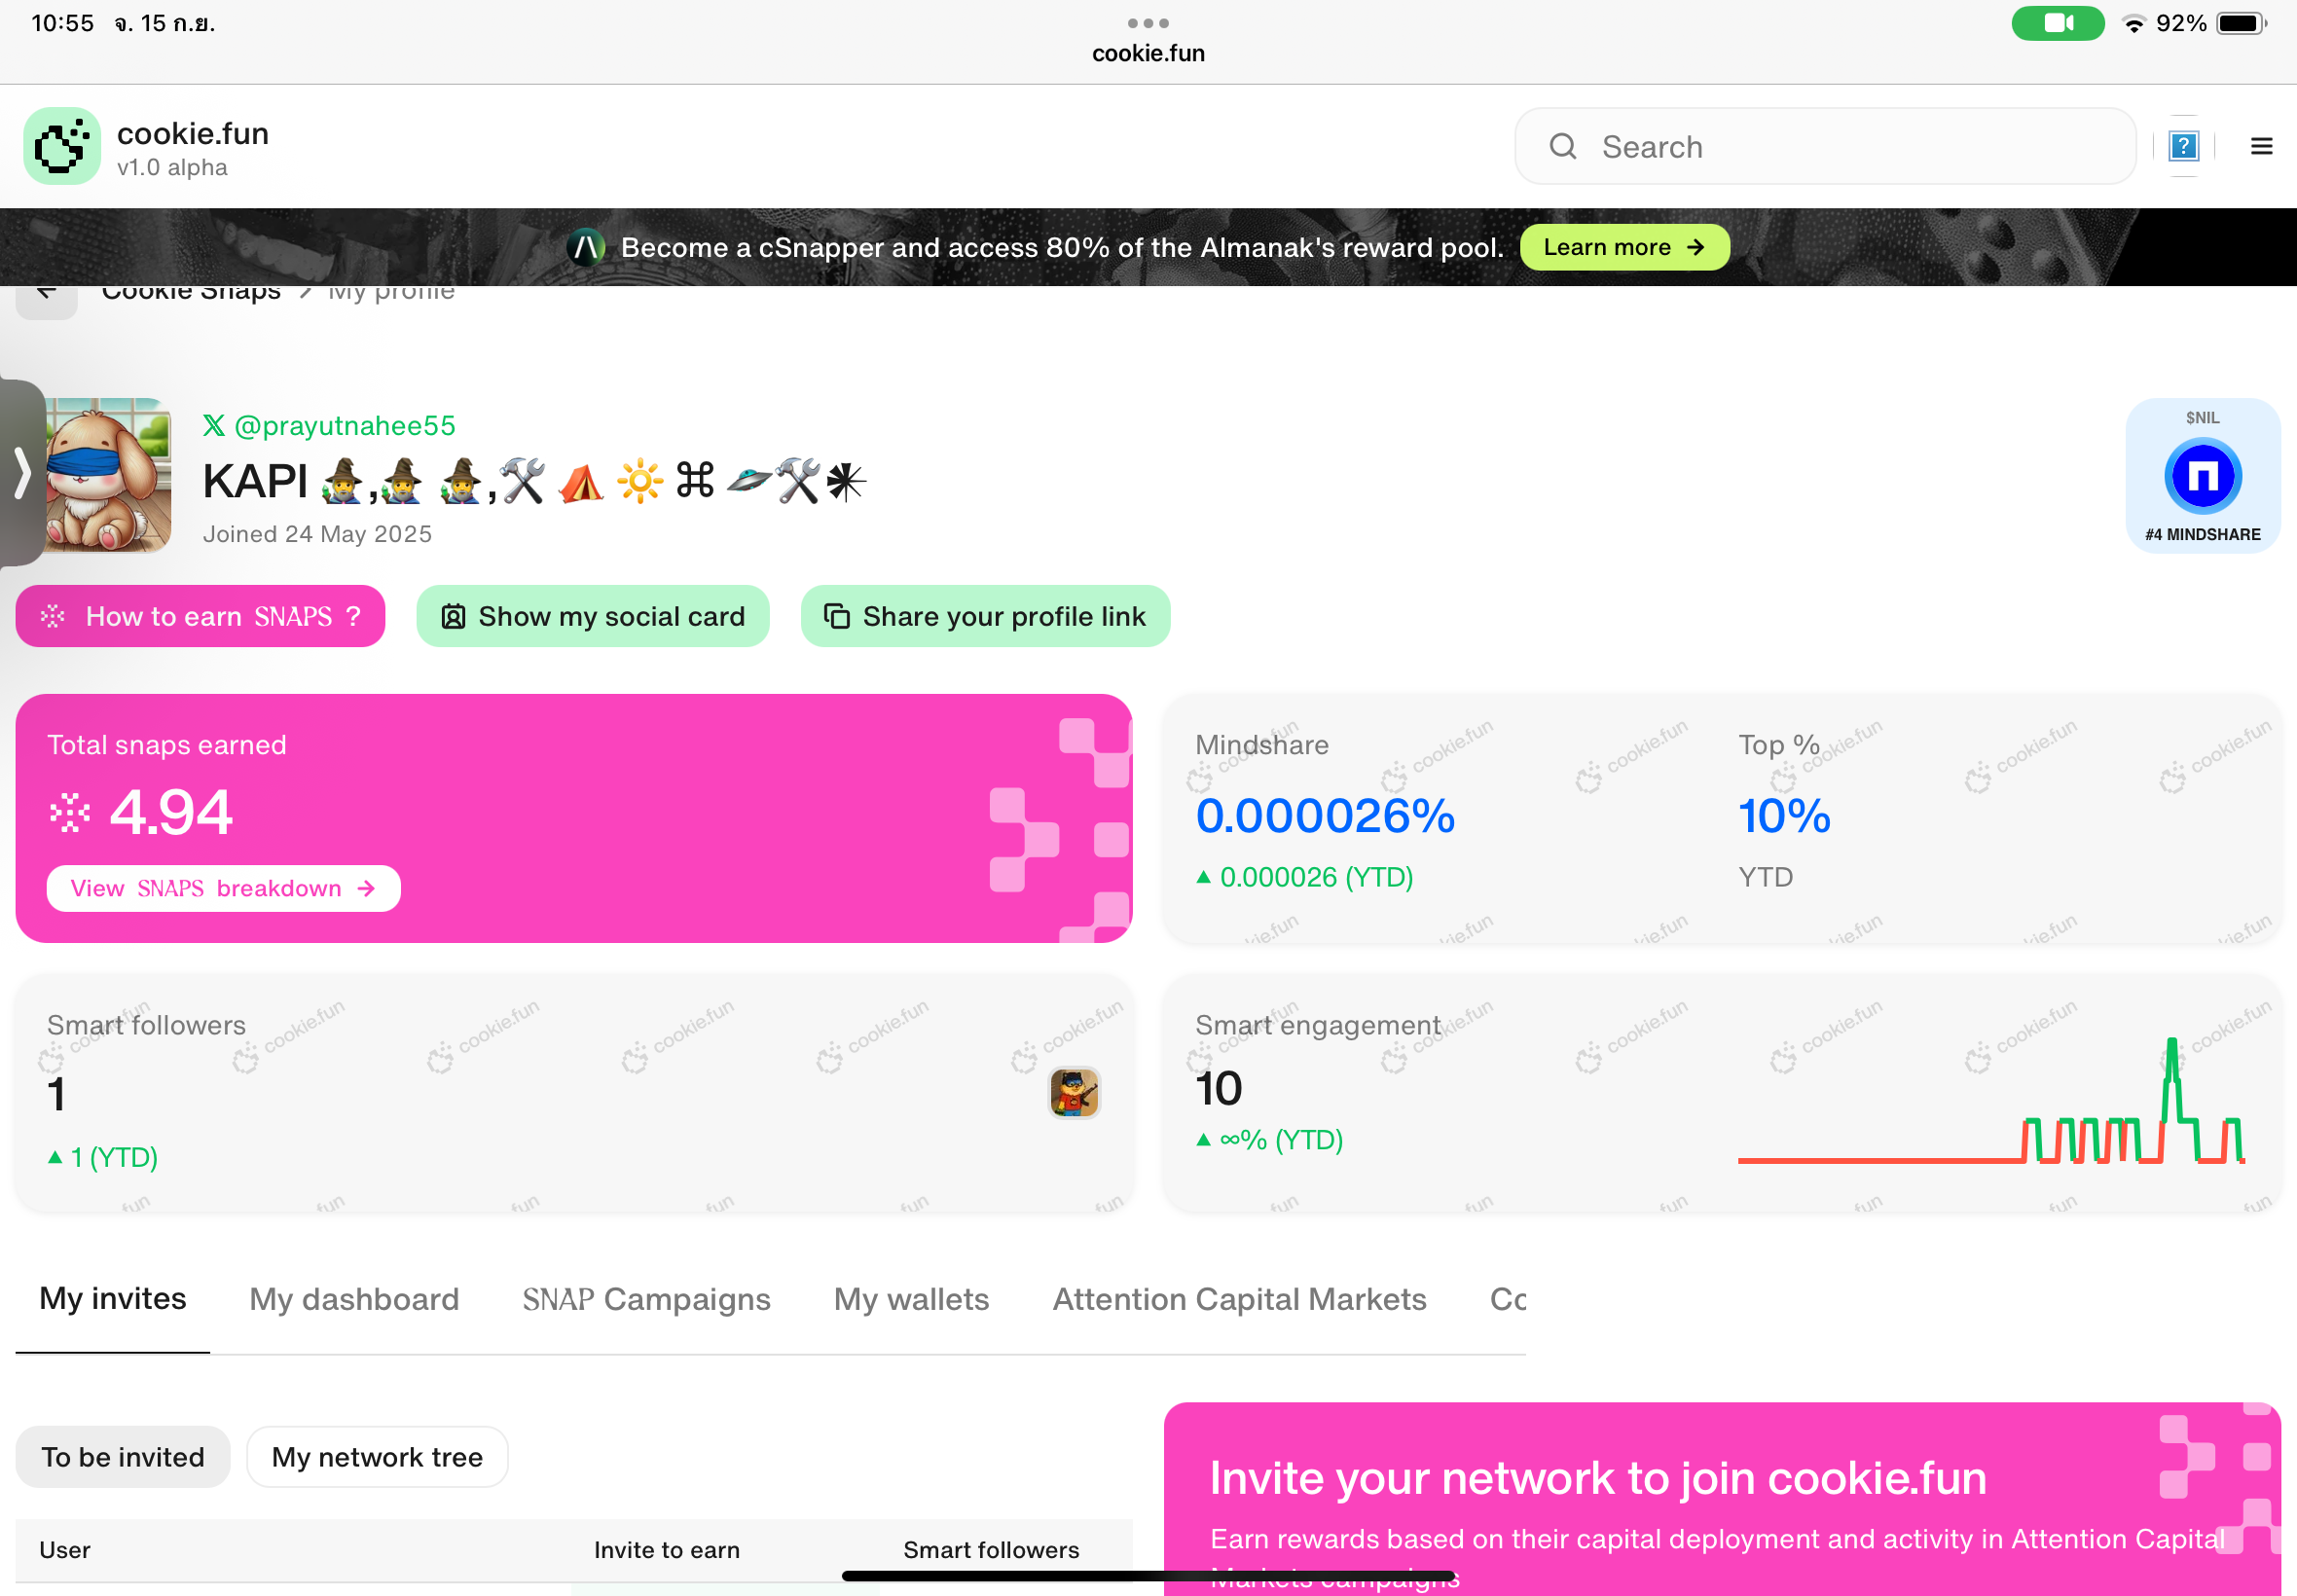 10:55 จ. 15 ก.ย.
92%
cookie.fun
cookie.fun
v1.0 alpha
Search
Become a cSnapper and access 80% of the Almanak's reward pool.
Learn more →
Cookie Snaps > My profile
𝕏 @prayutnahee55
KAPI 🧙‍♂️,🧙‍♂️ 🧙‍♂️,🛠️ ⛺ 🔆 ⌘ 🛸🛠️✴
Joined 24 May 2025
$NIL
#4 MINDSHARE
How to earn SNAPS ?
Show my social card
Share your profile link
Total snaps earned
4.94
View SNAPS breakdown →
Mindshare
0.000026%
▲ 0.000026 (YTD)
Top %
10%
YTD
Smart followers
1
▲ 1 (YTD)
Smart engagement
10
▲ ∞% (YTD)
My invites
My dashboard
SNAP Campaigns
My wallets
Attention Capital Markets
Co
To be invited
My network tree
User
Invite to earn
Smart followers
Invite your network to join cookie.fun
Earn rewards based on their capital deployment and activity in Attention Capital
Markets campaigns